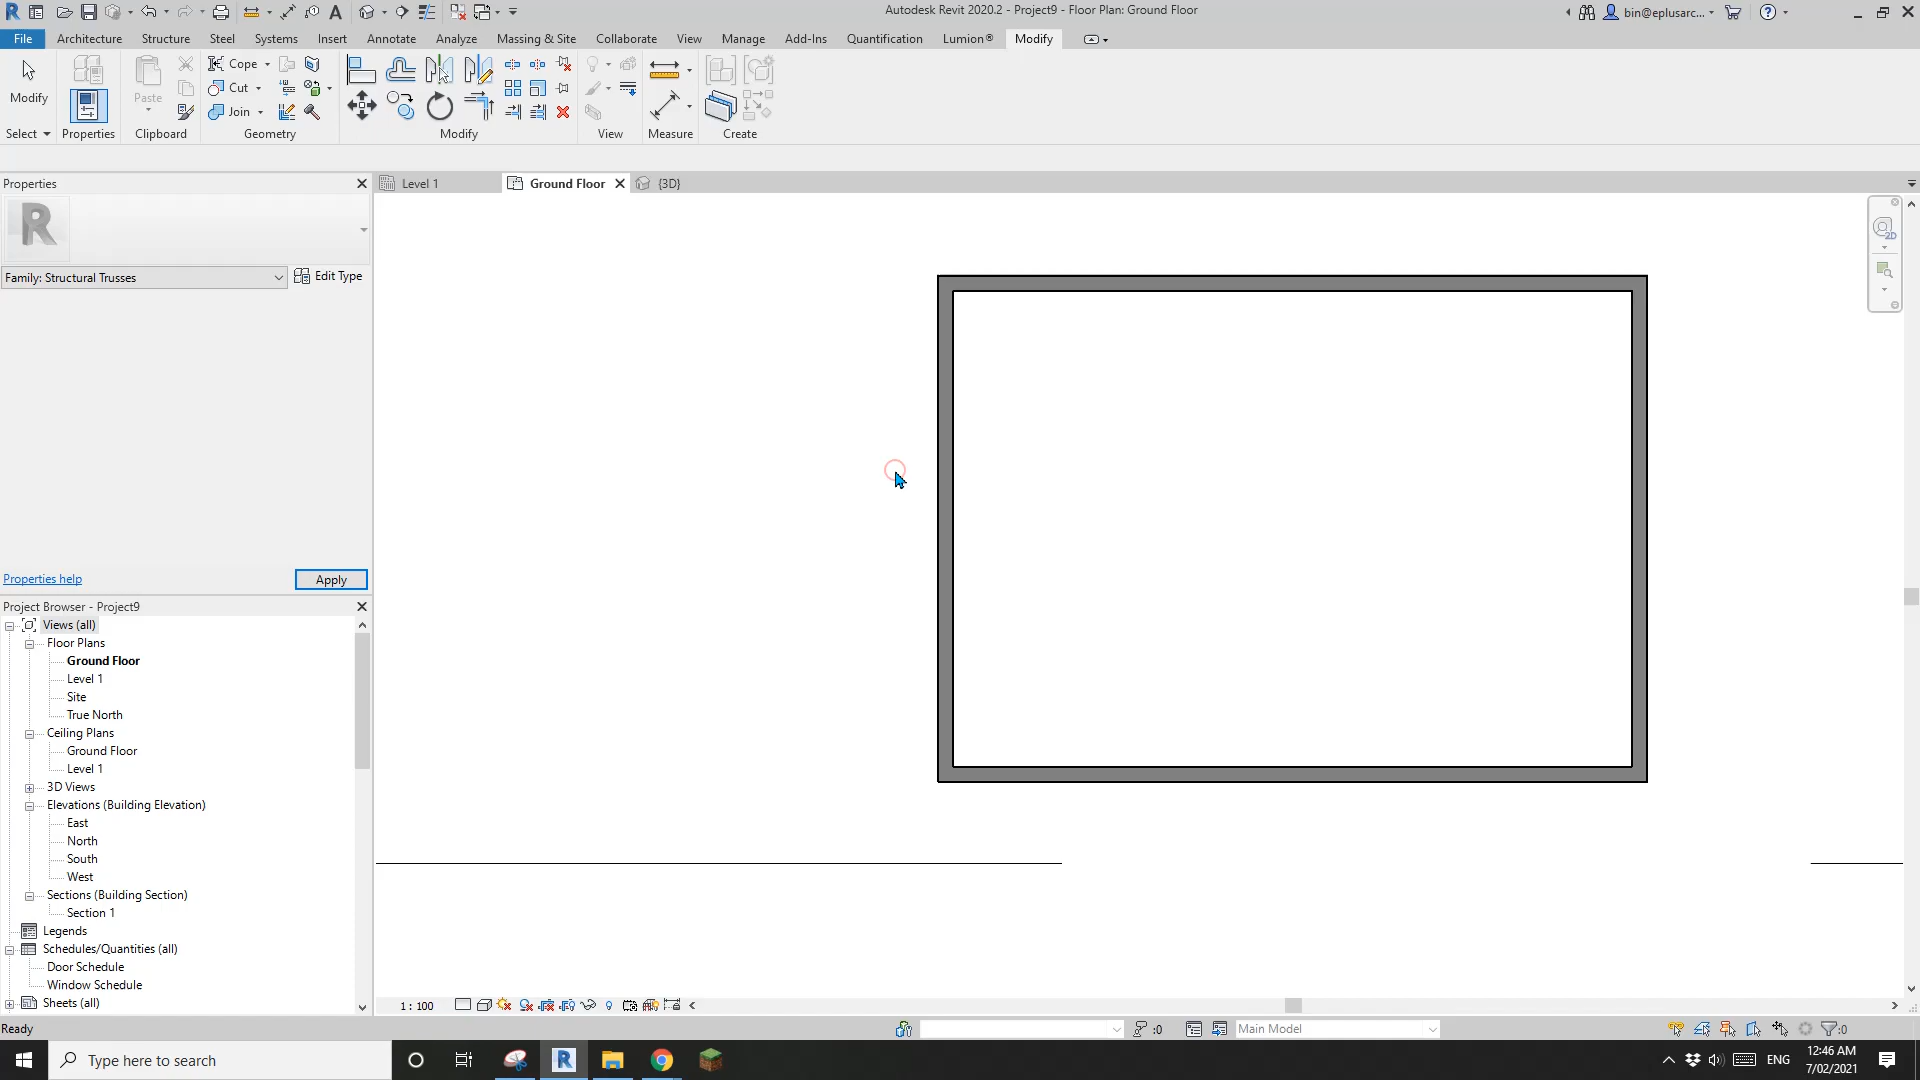 Autodesk Revit 2020.2 - Project9 - Floor Plan: Ground Floor
bin@eplusarc...
File Architecture Structure Steel Systems Insert Annotate Analyze Massing & Site Collaborate View Manage Add-Ins Quantification Lumion® Modify
Modify
Paste
Cope
Cut
Join
Select Properties Clipboard Geometry Modify View Measure Create
Properties
Level 1 Ground Floor {3D}
2D
Family: Structural Trusses
Edit Type
Properties help
Apply
Project Browser - Project9
Views (all)
Floor Plans
Ground Floor
Level 1
Site
True North
Ceiling Plans
Ground Floor
Level 1
3D Views
Elevations (Building Elevation)
East
North
South
West
Sections (Building Section)
Section 1
Legends
Schedules/Quantities (all)
Door Schedule
Window Schedule
Sheets (all)
1 : 100
Ready
:0
Main Model
:0
Type here to search
ENG
12:46 AM
7/02/2021